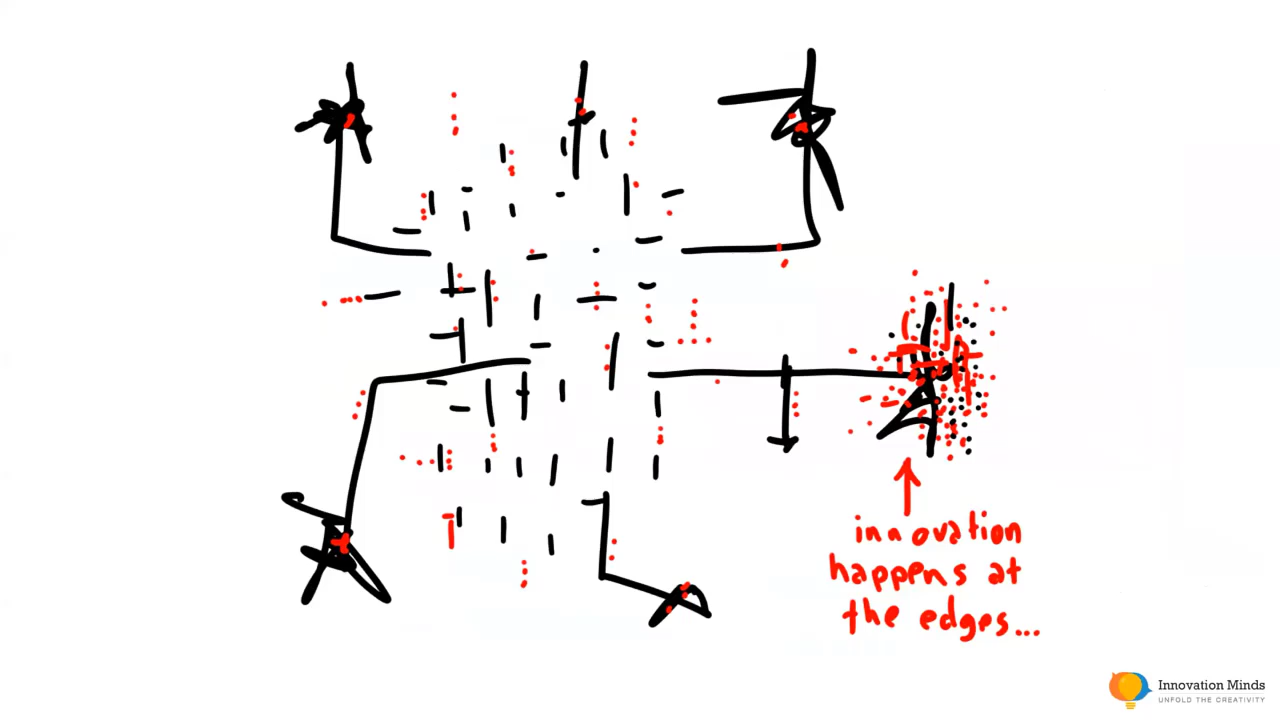 innovation
happens at
the edges...
Innovation Minds
UNFOLD THE CREATIVITY